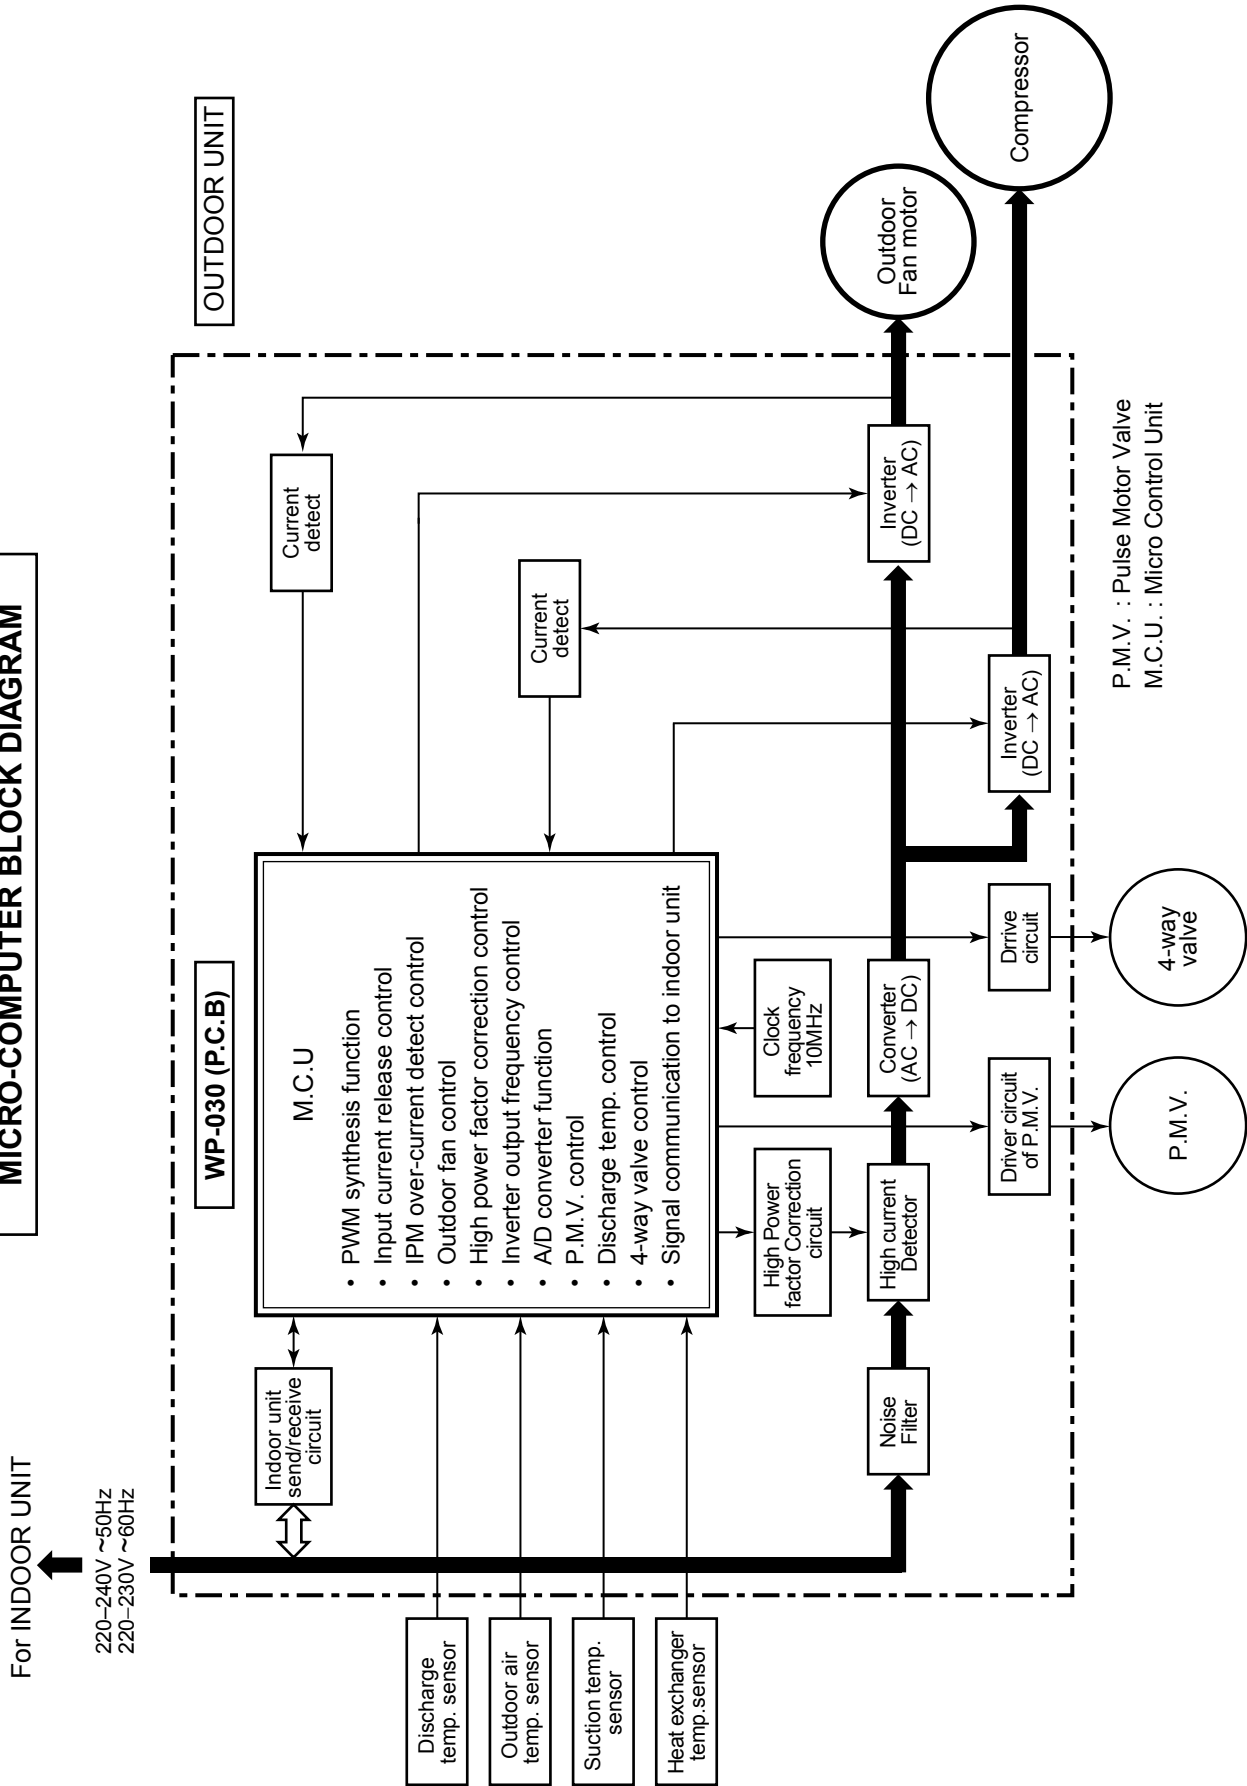 MICRO-COMPUTER BLOCK DIAGRAM
For INDOOR UNIT
220–240V ~50Hz
220–230V ~60Hz
WP-030 (P.C.B)
OUTDOOR UNIT
Indoor unit
send/receive
circuit
M.C.U
• PWM synthesis function
• Input current release control
• IPM over-current detect control
• Outdoor fan control
• High power factor correction control
• Inverter output frequency control
• A/D converter function
• P.M.V. control
• Discharge temp. control
• 4-way valve control
• Signal communication to indoor unit
Current
detect
Current
detect
Discharge
temp. sensor
Outdoor air
temp. sensor
Suction temp.
sensor
Heat exchanger
temp.sensor
High Power
factor Correction
circuit
Clock
frequency
10MHz
Noise
Filter
High current
Detector
Converter
(AC → DC)
Inverter
(DC → AC)
Outdoor
Fan motor
Driver circuit
of P.M.V.
Drrive
circuit
Inverter
(DC → AC)
Compressor
P.M.V.
4-way
valve
P.M.V. : Pulse Motor Valve
M.C.U. : Micro Control Unit